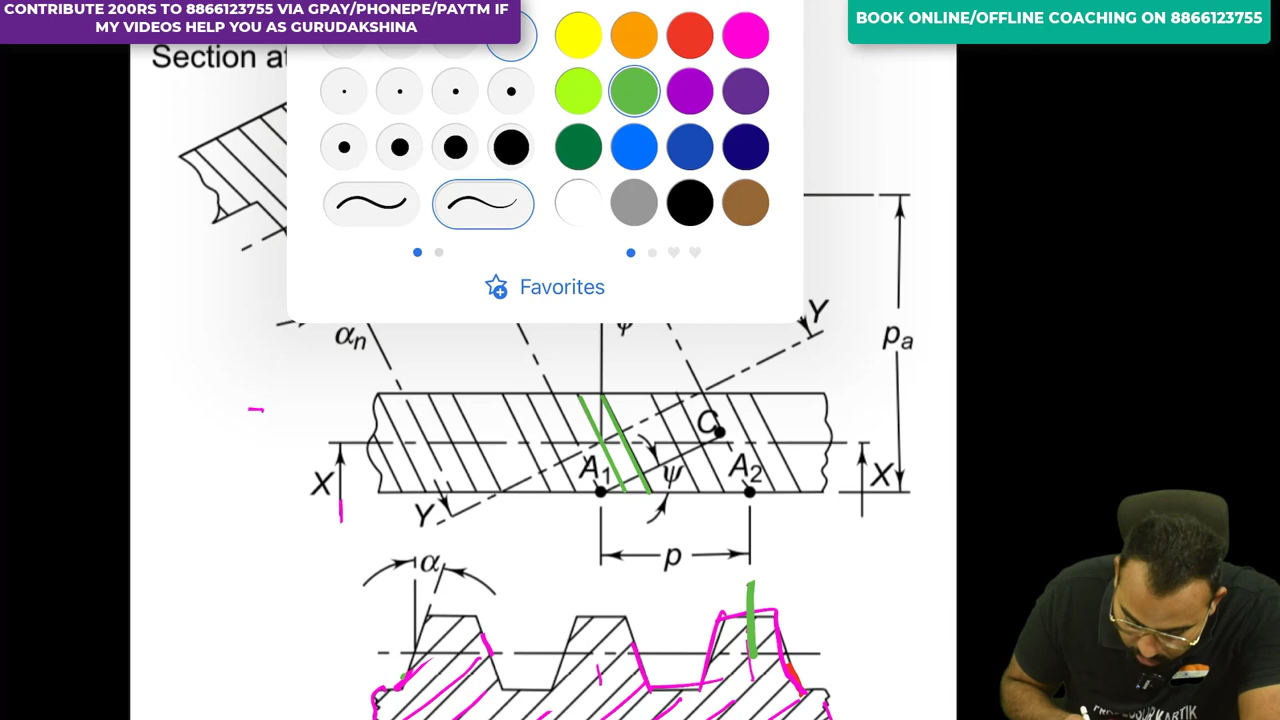 CONTRIBUTE 200RS TO 8866123755 VIA GPAY/PHONEPE/PAYTM IF
MY VIDEOS HELP YOU AS GURUDAKSHINA
BOOK ONLINE/OFFLINE COACHING ON 8866123755
Section at
Favorites
αn
ψ
Y
pa
C
X
A1
ψ
A2
X
Y
p
α